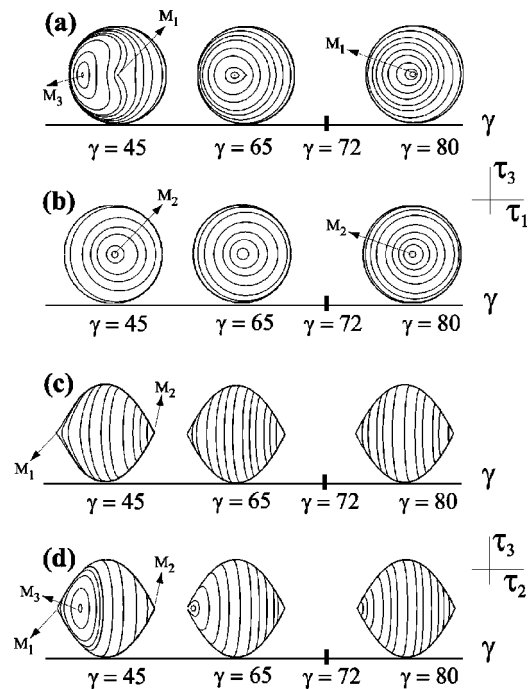 (a)
M₁
M₃
M₁
γ
γ = 45 γ = 65 γ = 72 γ = 80
τ₃
τ₁
(b)
M₂
M₂
γ
γ = 45 γ = 65 γ = 72 γ = 80
(c)
M₂
M₁
γ
γ = 45 γ = 65 γ = 72 γ = 80
τ₃
τ₂
(d)
M₃
M₂
M₁
γ
γ = 45 γ = 65 γ = 72 γ = 80